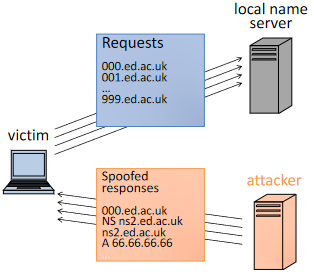 local name
server
Requests
000.ed.ac.uk
001.ed.ac.uk
...
999.ed.ac.uk
victim
Spoofed
responses
000.ed.ac.uk
NS ns2.ed.ac.uk
ns2.ed.ac.uk
A 66.66.66.66
...
attacker